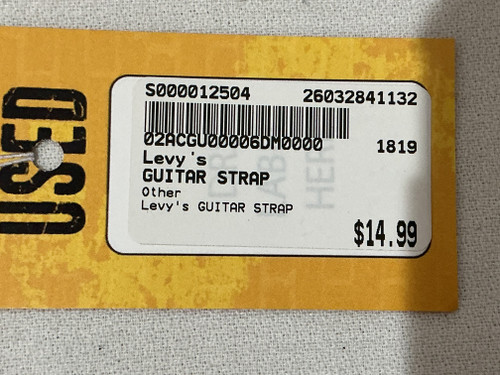 USED
S000012504 26032841132
02ACGU00006DM0000 1819
Levy's
GUITAR STRAP
Other
Levy's GUITAR STRAP
$14.99